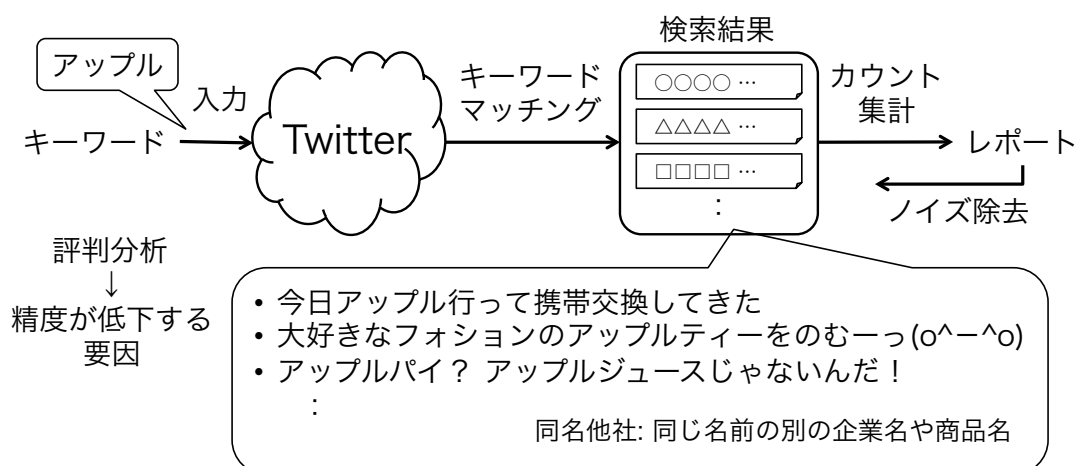 検索結果
アップル
入力
キーワード
Twitter
キーワード
マッチング
○○○○ …
△△△△ …
□□□□ …
：
カウント
集計
レポート
ノイズ除去
評判分析
↓
精度が低下する
要因
• 今日アップル行って携帯交換してきた
• 大好きなフォションのアップルティーをのむーっ(o^ー^o)
• アップルパイ？ アップルジュースじゃないんだ！
：
同名他社: 同じ名前の別の企業名や商品名